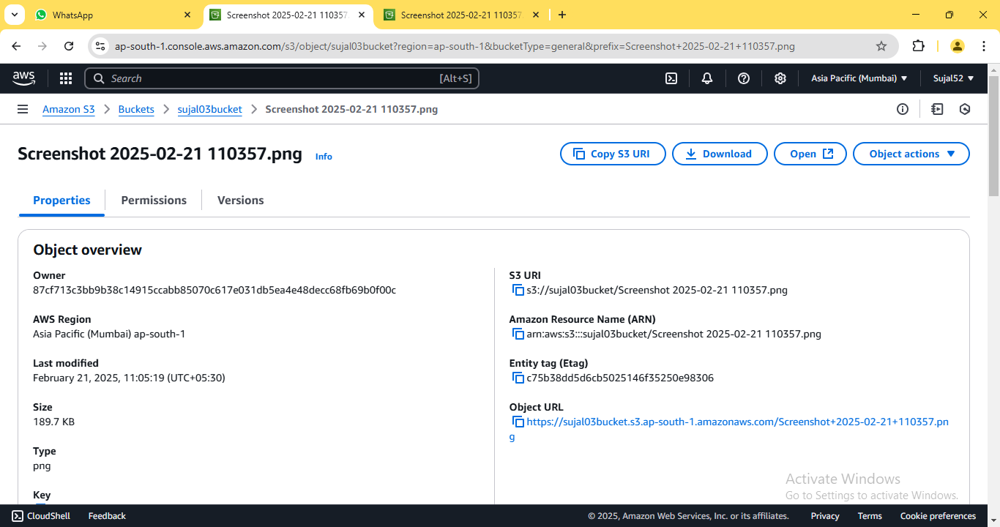 WhatsApp
Screenshot 2025-02-21 110357.
Screenshot 2025-02-21 110357.
ap-south-1.console.aws.amazon.com/s3/object/sujal03bucket?region=ap-south-1&bucketType=general&prefix=Screenshot+2025-02-21+110357.png
aws
Search
[Alt+S]
Asia Pacific (Mumbai)
Sujal52
Amazon S3
Buckets
sujal03bucket
Screenshot 2025-02-21 110357.png
Screenshot 2025-02-21 110357.png
Info
Copy S3 URI
Download
Open
Object actions
Properties
Permissions
Versions
Object overview
Owner
87cf713c3bb9b38c14915ccabb85070c617e031db5ea4e48decc68fb69b0f00c
AWS Region
Asia Pacific (Mumbai) ap-south-1
Last modified
February 21, 2025, 11:05:19 (UTC+05:30)
Size
189.7 KB
Type
png
Key
S3 URI
s3://sujal03bucket/Screenshot 2025-02-21 110357.png
Amazon Resource Name (ARN)
arn:aws:s3:::sujal03bucket/Screenshot 2025-02-21 110357.png
Entity tag (Etag)
c75b38dd5d6cb5025146f35250e98306
Object URL
https://sujal03bucket.s3.ap-south-1.amazonaws.com/Screenshot+2025-02-21+110357.pn
g
Activate Windows
Go to Settings to activate Windows.
CloudShell
Feedback
© 2025, Amazon Web Services, Inc. or its affiliates.
Privacy
Terms
Cookie preferences